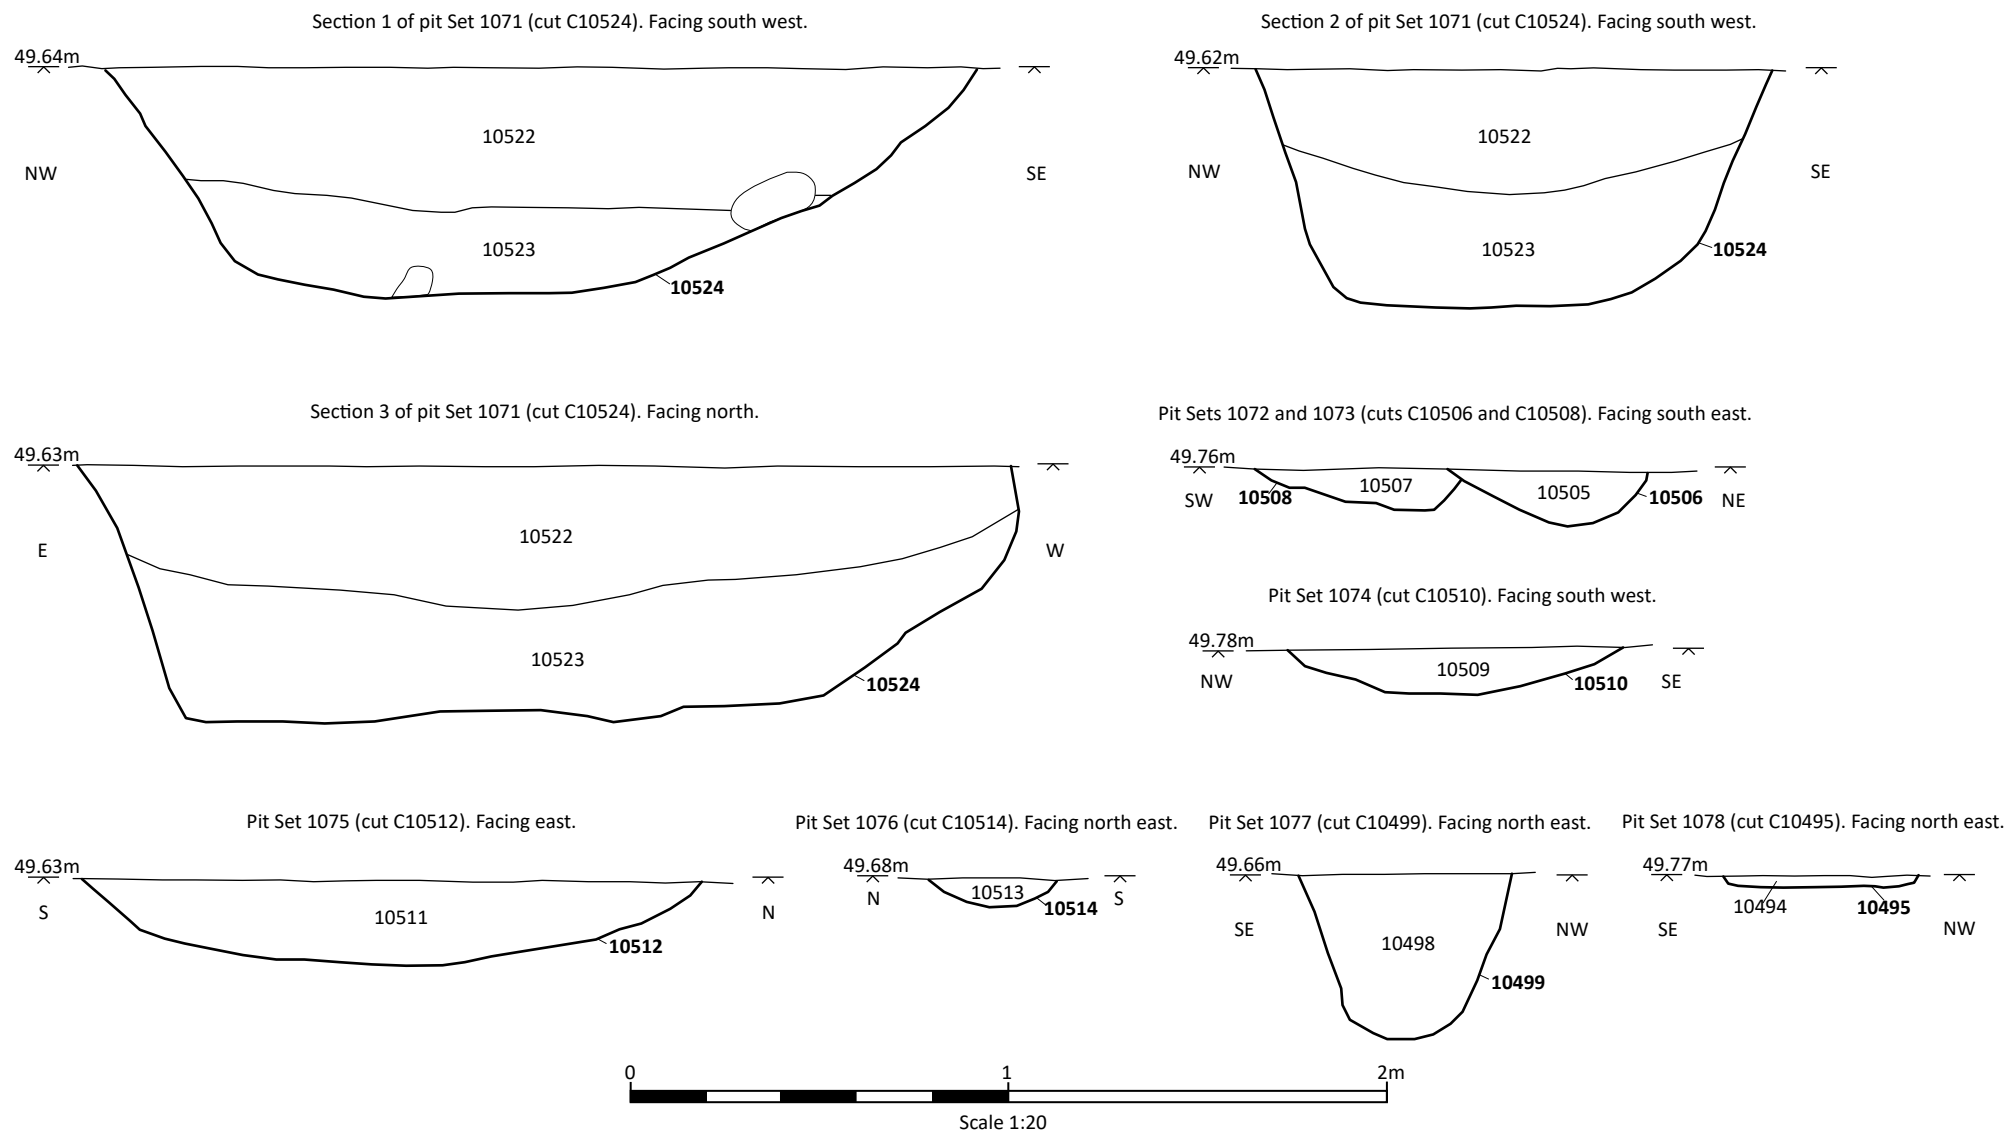 Section 1 of pit Set 1071 (cut C10524). Facing south west.
49.64m
NW
10522
10523
10524
SE
Section 2 of pit Set 1071 (cut C10524). Facing south west.
49.62m
NW
10522
10523
10524
SE
Section 3 of pit Set 1071 (cut C10524). Facing north.
49.63m
E
10522
10523
10524
W
Pit Sets 1072 and 1073 (cuts C10506 and C10508). Facing south east.
49.76m
SW
10508
10507
10505
10506
NE
Pit Set 1074 (cut C10510). Facing south west.
49.78m
NW
10509
10510
SE
Pit Set 1075 (cut C10512). Facing east.
49.63m
S
10511
10512
N
Pit Set 1076 (cut C10514). Facing north east.
49.68m
N
10513
10514
S
Pit Set 1077 (cut C10499). Facing north east.
49.66m
SE
10498
10499
NW
Pit Set 1078 (cut C10495). Facing north east.
49.77m
SE
10494
10495
NW
0
1
2m
Scale 1:20